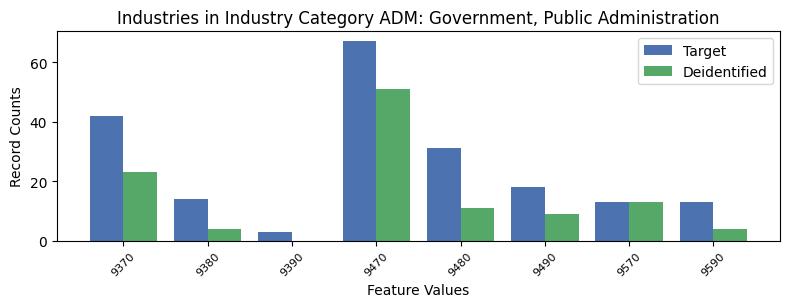 Industries in Industry Category ADM: Government, Public Administration
Target
Deidentified
Record Counts
60
40
20
0
9370 9380 9390 9470 9480 9490 9570 9590
Feature Values